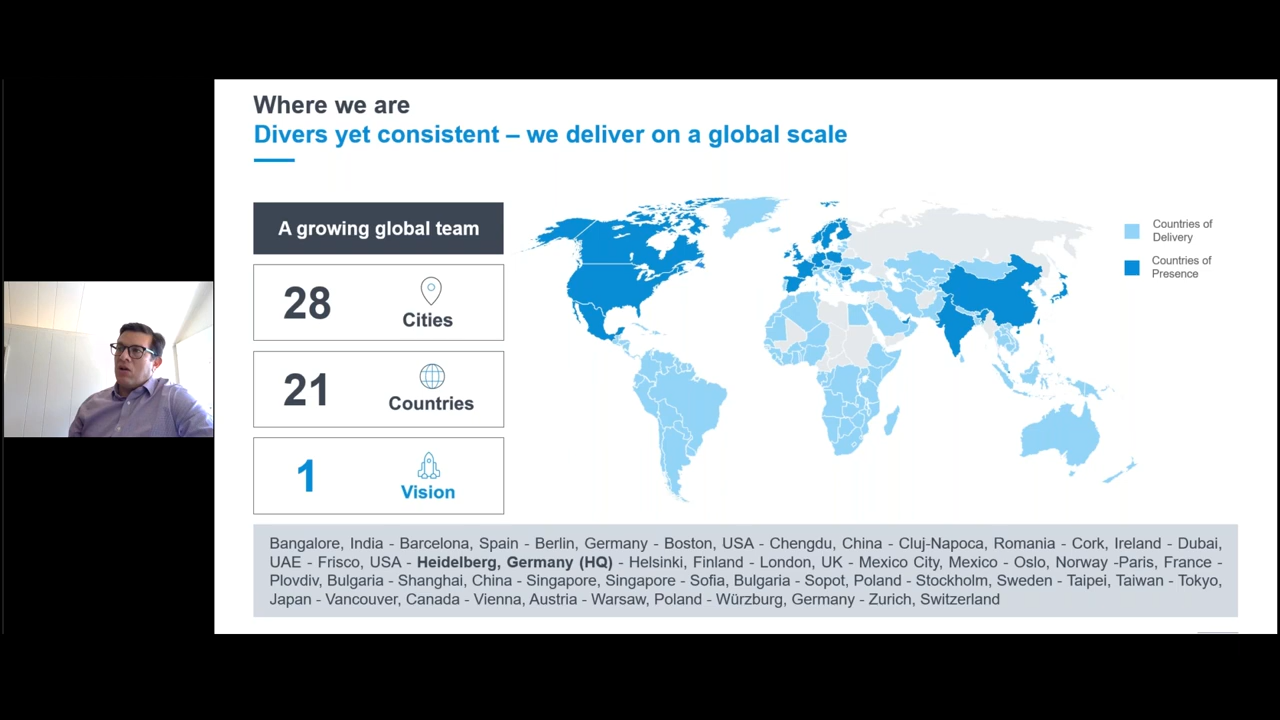 Where we are
Divers yet consistent – we deliver on a global scale
A growing global team
28
Cities
21
Countries
1
Vision
Countries of
Delivery
Countries of
Presence
Bangalore, India - Barcelona, Spain - Berlin, Germany - Boston, USA - Chengdu, China - Cluj-Napoca, Romania - Cork, Ireland - Dubai,
UAE - Frisco, USA - Heidelberg, Germany (HQ) - Helsinki, Finland - London, UK - Mexico City, Mexico - Oslo, Norway -Paris, France -
Plovdiv, Bulgaria - Shanghai, China - Singapore, Singapore - Sofia, Bulgaria - Sopot, Poland - Stockholm, Sweden - Taipei, Taiwan - Tokyo,
Japan - Vancouver, Canada - Vienna, Austria - Warsaw, Poland - Würzburg, Germany - Zurich, Switzerland